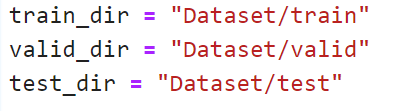 train_dir = "Dataset/train"
valid_dir = "Dataset/valid"
test_dir = "Dataset/test"